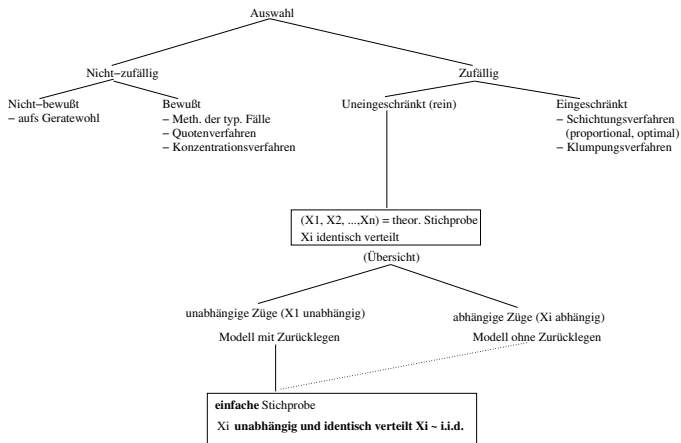 Auswahl
Nicht−zufällig
Zufällig
Nicht−bewußt
− aufs Geratewohl
Bewußt
− Meth. der typ. Fälle
− Quotenverfahren
− Konzentrationsverfahren
Uneingeschränkt (rein)
Eingeschränkt
− Schichtungsverfahren
(proportional, optimal)
− Klumpungsverfahren
(X1, X2, ...,Xn) = theor. Stichprobe
Xi identisch verteilt
(Übersicht)
unabhängige Züge (X1 unabhängig)
Modell mit Zurücklegen
abhängige Züge (Xi abhängig)
Modell ohne Zurücklegen
einfache Stichprobe
Xi unabhängig und identisch verteilt Xi ~ i.i.d.